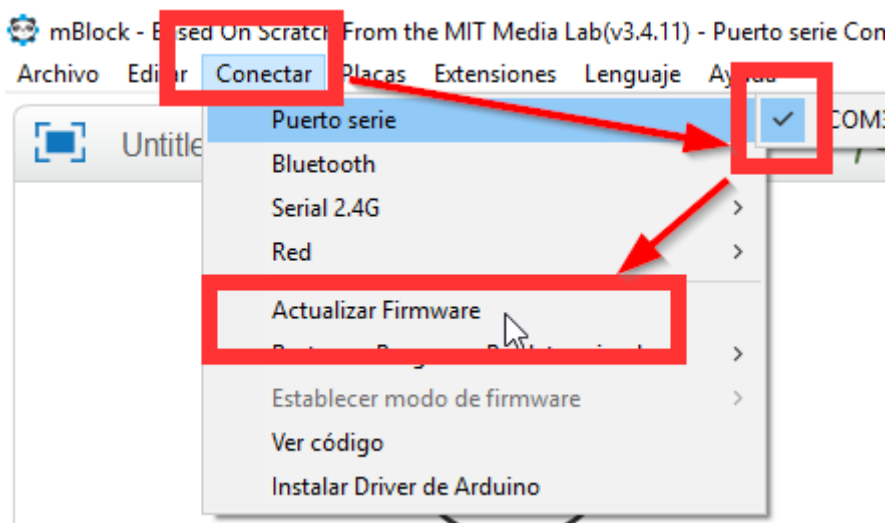 mBlock - Based On Scratch From the MIT Media Lab(v3.4.11) - Puerto serie Con
Archivo Editar Conectar Placas Extensiones Lenguaje Ayuda
Puerto serie
COM3
Untitle
Bluetooth
Serial 2.4G
Red
Actualizar Firmware
Establecer modo de firmware
Ver código
Instalar Driver de Arduino